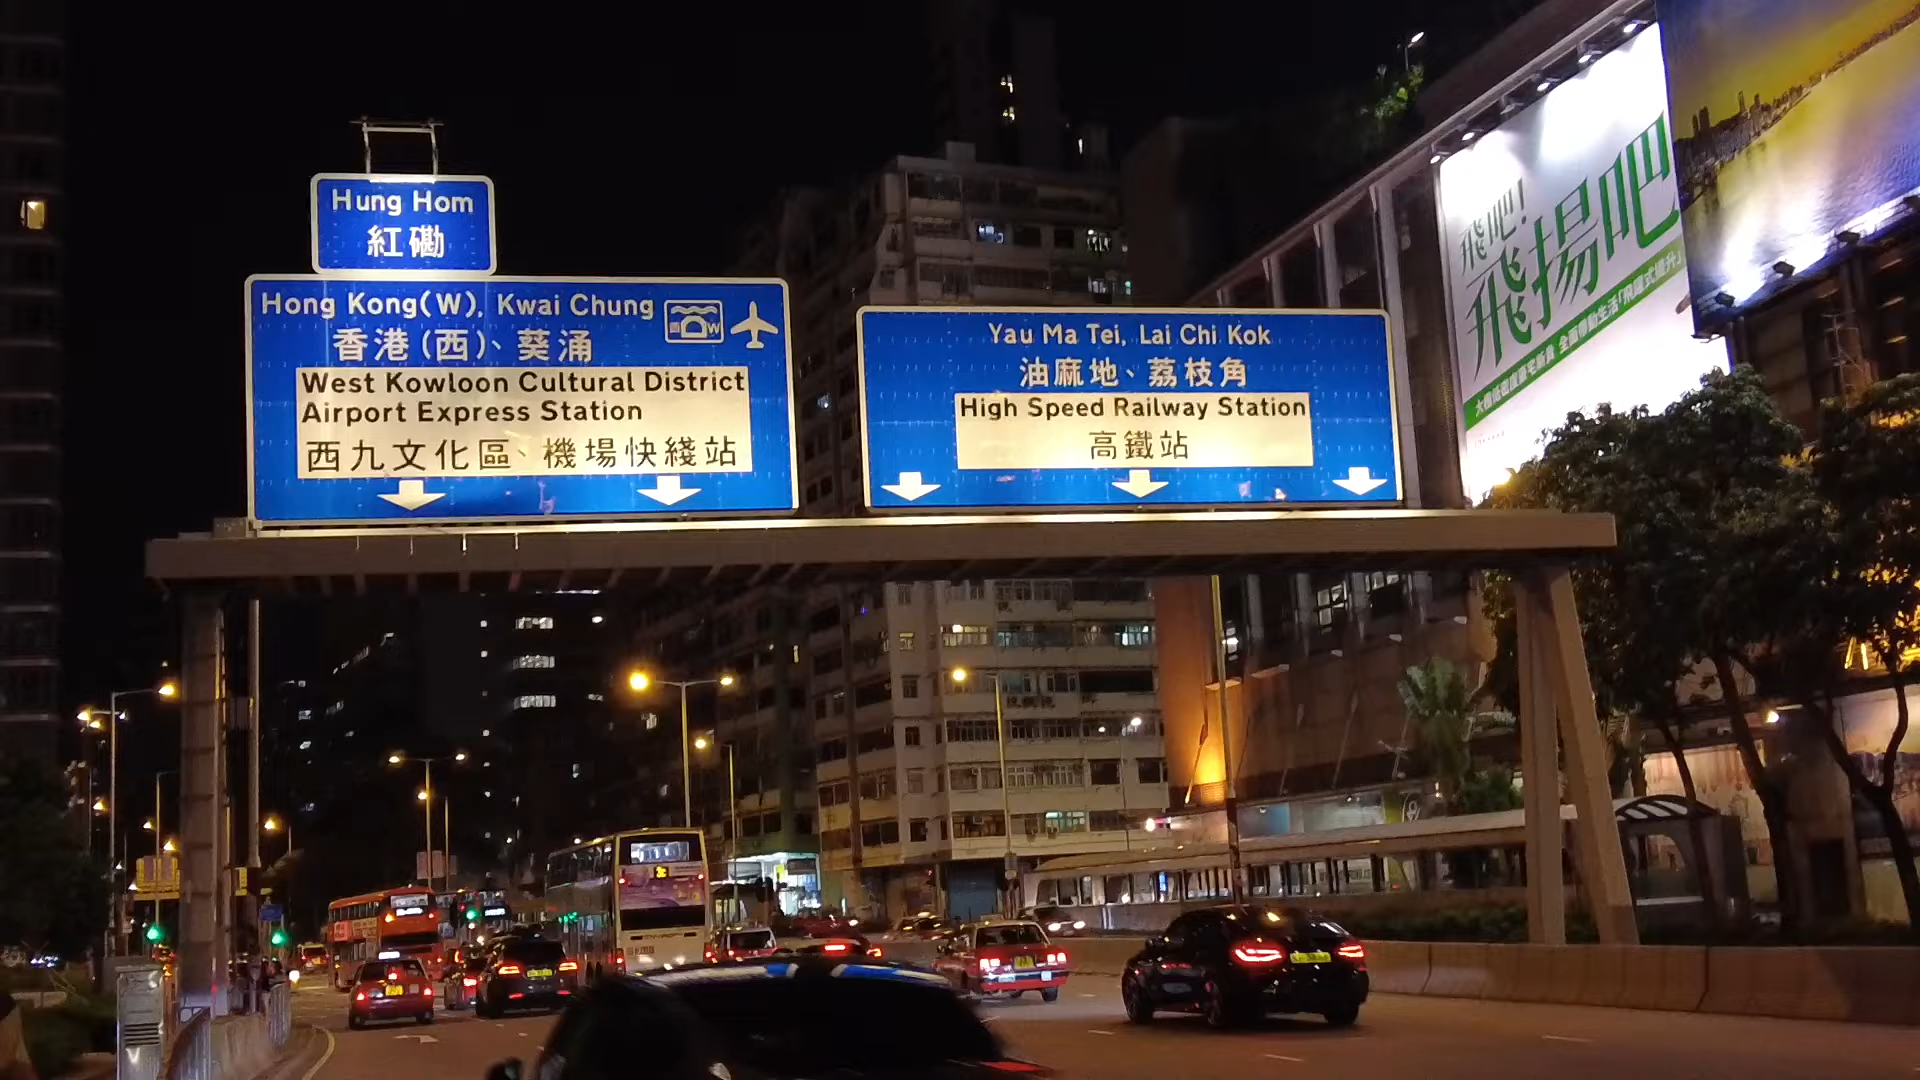 Hung Hom
紅磡
Hong Kong(W), Kwai Chung
香港(西)、葵涌
西 W
West Kowloon Cultural District
Airport Express Station
西九文化區、機場快綫站
Yau Ma Tei, Lai Chi Kok
油麻地、荔枝角
High Speed Railway Station
高鐵站
飛吧!
飛揚吧